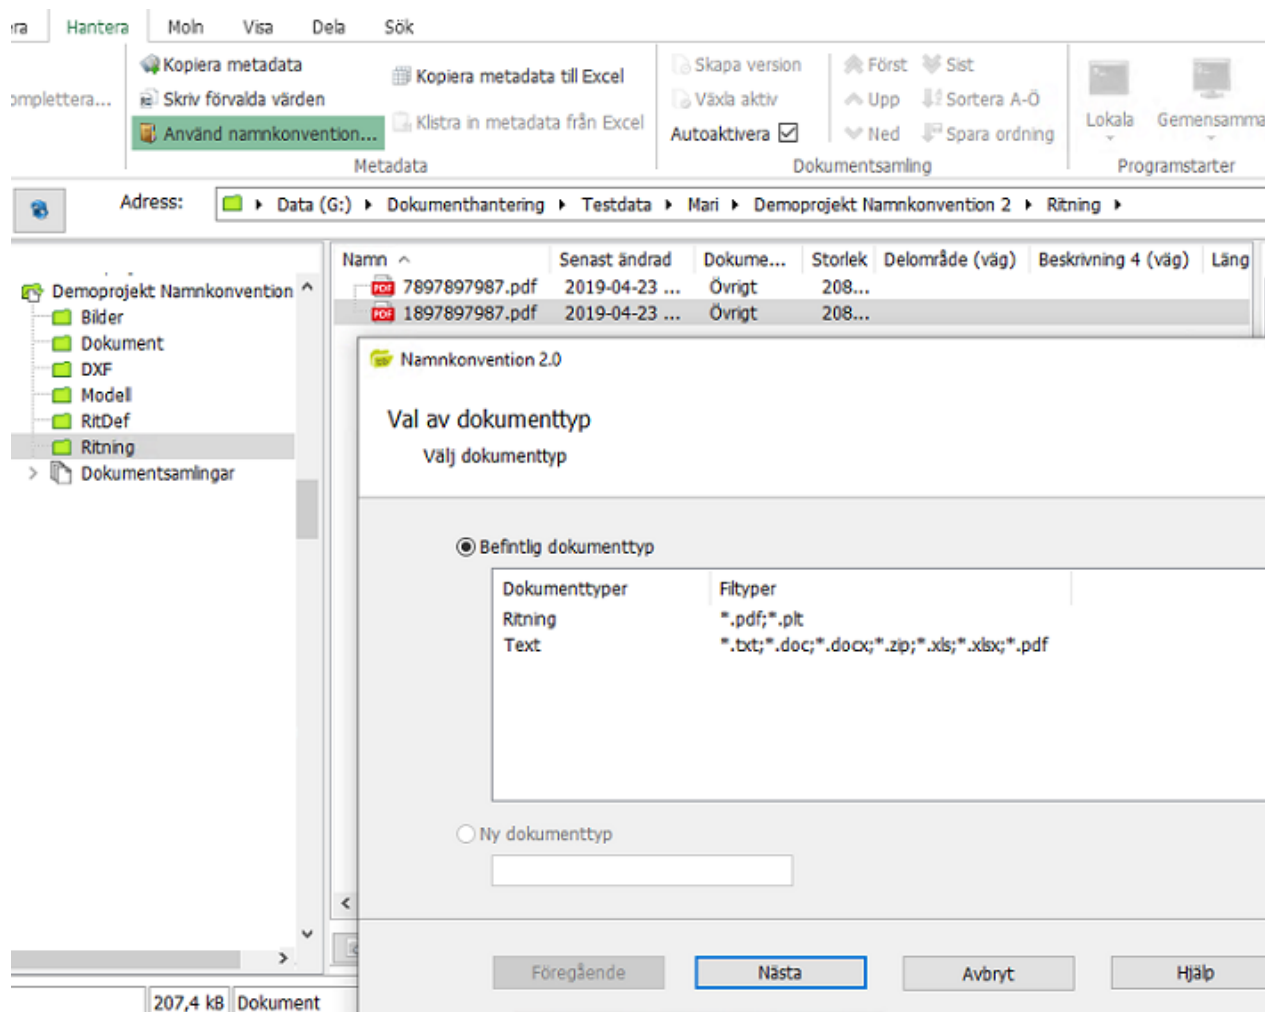 era Hantera Moln Visa Dela Sök
Kopiera metadata
Kopiera metadata till Excel
Skapa version Först Sist
omplettera... Skriv förvalda värden
Växla aktiv Upp Sortera A-Ö
Klistra in metadata från Excel
Lokala Gemensamma
Använd namnkonvention...
Autoaktivera Ned Spara ordning
Metadata Dokumentsamling Programstarter
Adress: Data (G:) Dokumenthantering Testdata Mari Demoprojekt Namnkonvention 2 Ritning
Namn Senast ändrad Dokume... Storlek Delområde (väg) Beskrivning 4 (väg) Läng
7897897987.pdf 2019-04-23 ... Övrigt 208...
1897897987.pdf 2019-04-23 ... Övrigt 208...
Demoprojekt Namnkonvention
Bilder
Dokument
DXF
Modell
RitDef
Ritning
Dokumentsamlingar
Namnkonvention 2.0
Val av dokumenttyp
Välj dokumenttyp
Befintlig dokumenttyp
Dokumenttyper Filtyper
Ritning *.pdf;*.plt
Text *.txt;*.doc;*.docx;*.zip;*.xls;*.xlsx;*.pdf
Ny dokumenttyp
Föregående Nästa Avbryt Hjälp
207,4 kB Dokument